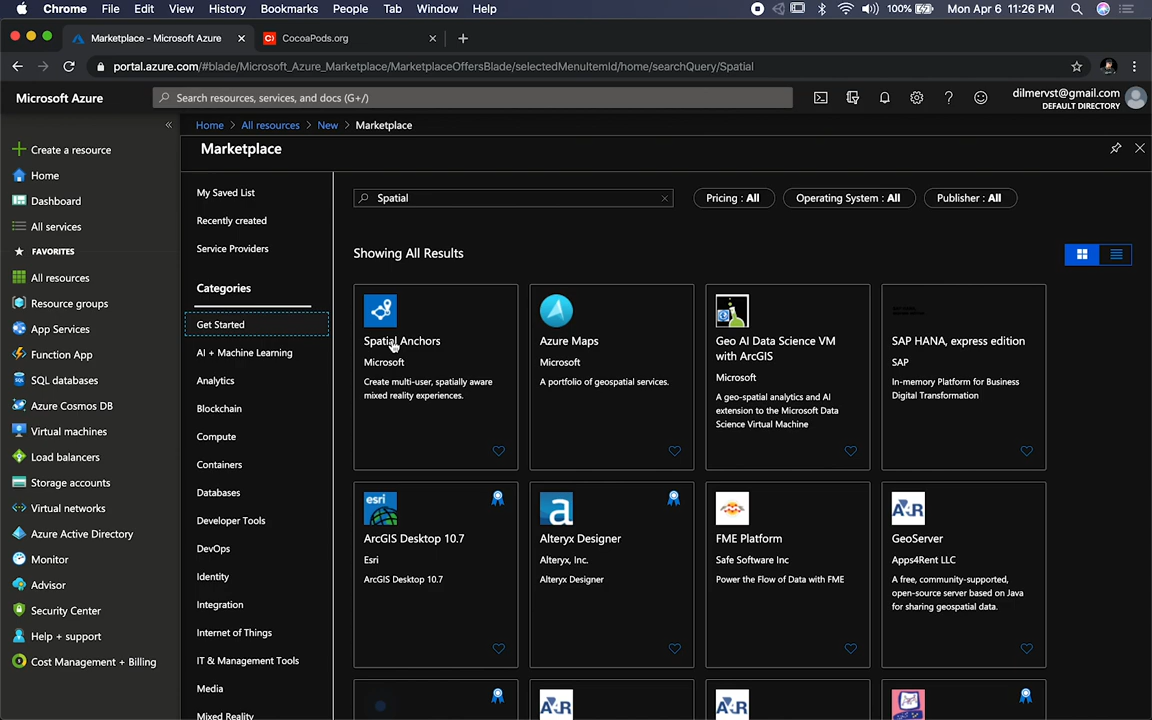 Chrome File Edit View History Bookmarks People Tab Window Help 100% Mon Apr 6 11:26 PM
Marketplace - Microsoft Azure CocoaPods.org
portal.azure.com/#blade/Microsoft_Azure_Marketplace/MarketplaceOffersBlade/selectedMenuItemId/home/searchQuery/Spatial
Microsoft Azure
Search resources, services, and docs (G+/)
dilmervst@gmail.com
DEFAULT DIRECTORY
Create a resource
Home
Dashboard
All services
FAVORITES
All resources
Resource groups
App Services
Function App
SQL databases
Azure Cosmos DB
Virtual machines
Load balancers
Storage accounts
Virtual networks
Azure Active Directory
Monitor
Advisor
Security Center
Help + support
Cost Management + Billing
Home > All resources > New > Marketplace
Marketplace
My Saved List
Recently created
Service Providers
Categories
Get Started
AI + Machine Learning
Analytics
Blockchain
Compute
Containers
Databases
Developer Tools
DevOps
Identity
Integration
Internet of Things
IT & Management Tools
Media
Mixed Reality
Spatial
Pricing : All
Operating System : All
Publisher : All
Showing All Results
Spatial Anchors
Microsoft
Create multi-user, spatially aware
mixed reality experiences.
Azure Maps
Microsoft
A portfolio of geospatial services.
Geo AI Data Science VM
with ArcGIS
Microsoft
A geo-spatial analytics and AI
extension to the Microsoft Data
Science Virtual Machine
SAP HANA, express edition
SAP
In-memory Platform for Business
Digital Transformation
esri
ArcGIS Desktop 10.7
Esri
ArcGIS Desktop 10.7
a
Alteryx Designer
Alteryx, Inc.
Alteryx Designer
FME
FME Platform
Safe Software Inc
Power the Flow of Data with FME
A4R
GeoServer
Apps4Rent LLC
A free, community-supported,
open-source server based on Java
for sharing geospatial data.
A4R
A4R